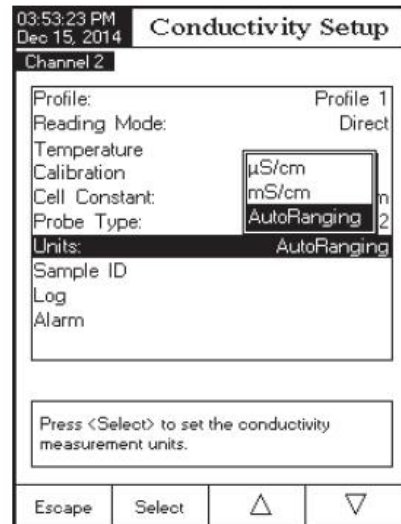 03:53:23 PM
Dec 15, 2014
Conductivity Setup
Channel 2
Profile: Profile 1
Reading Mode: Direct
Temperature
Calibration
µS/cm
Cell Constant: mS/cm m
Probe Type: AutoRanging 2
Units: AutoRanging
Sample ID
Log
Alarm
Press <Select> to set the conductivity
measurement units.
Escape Select △ ▽